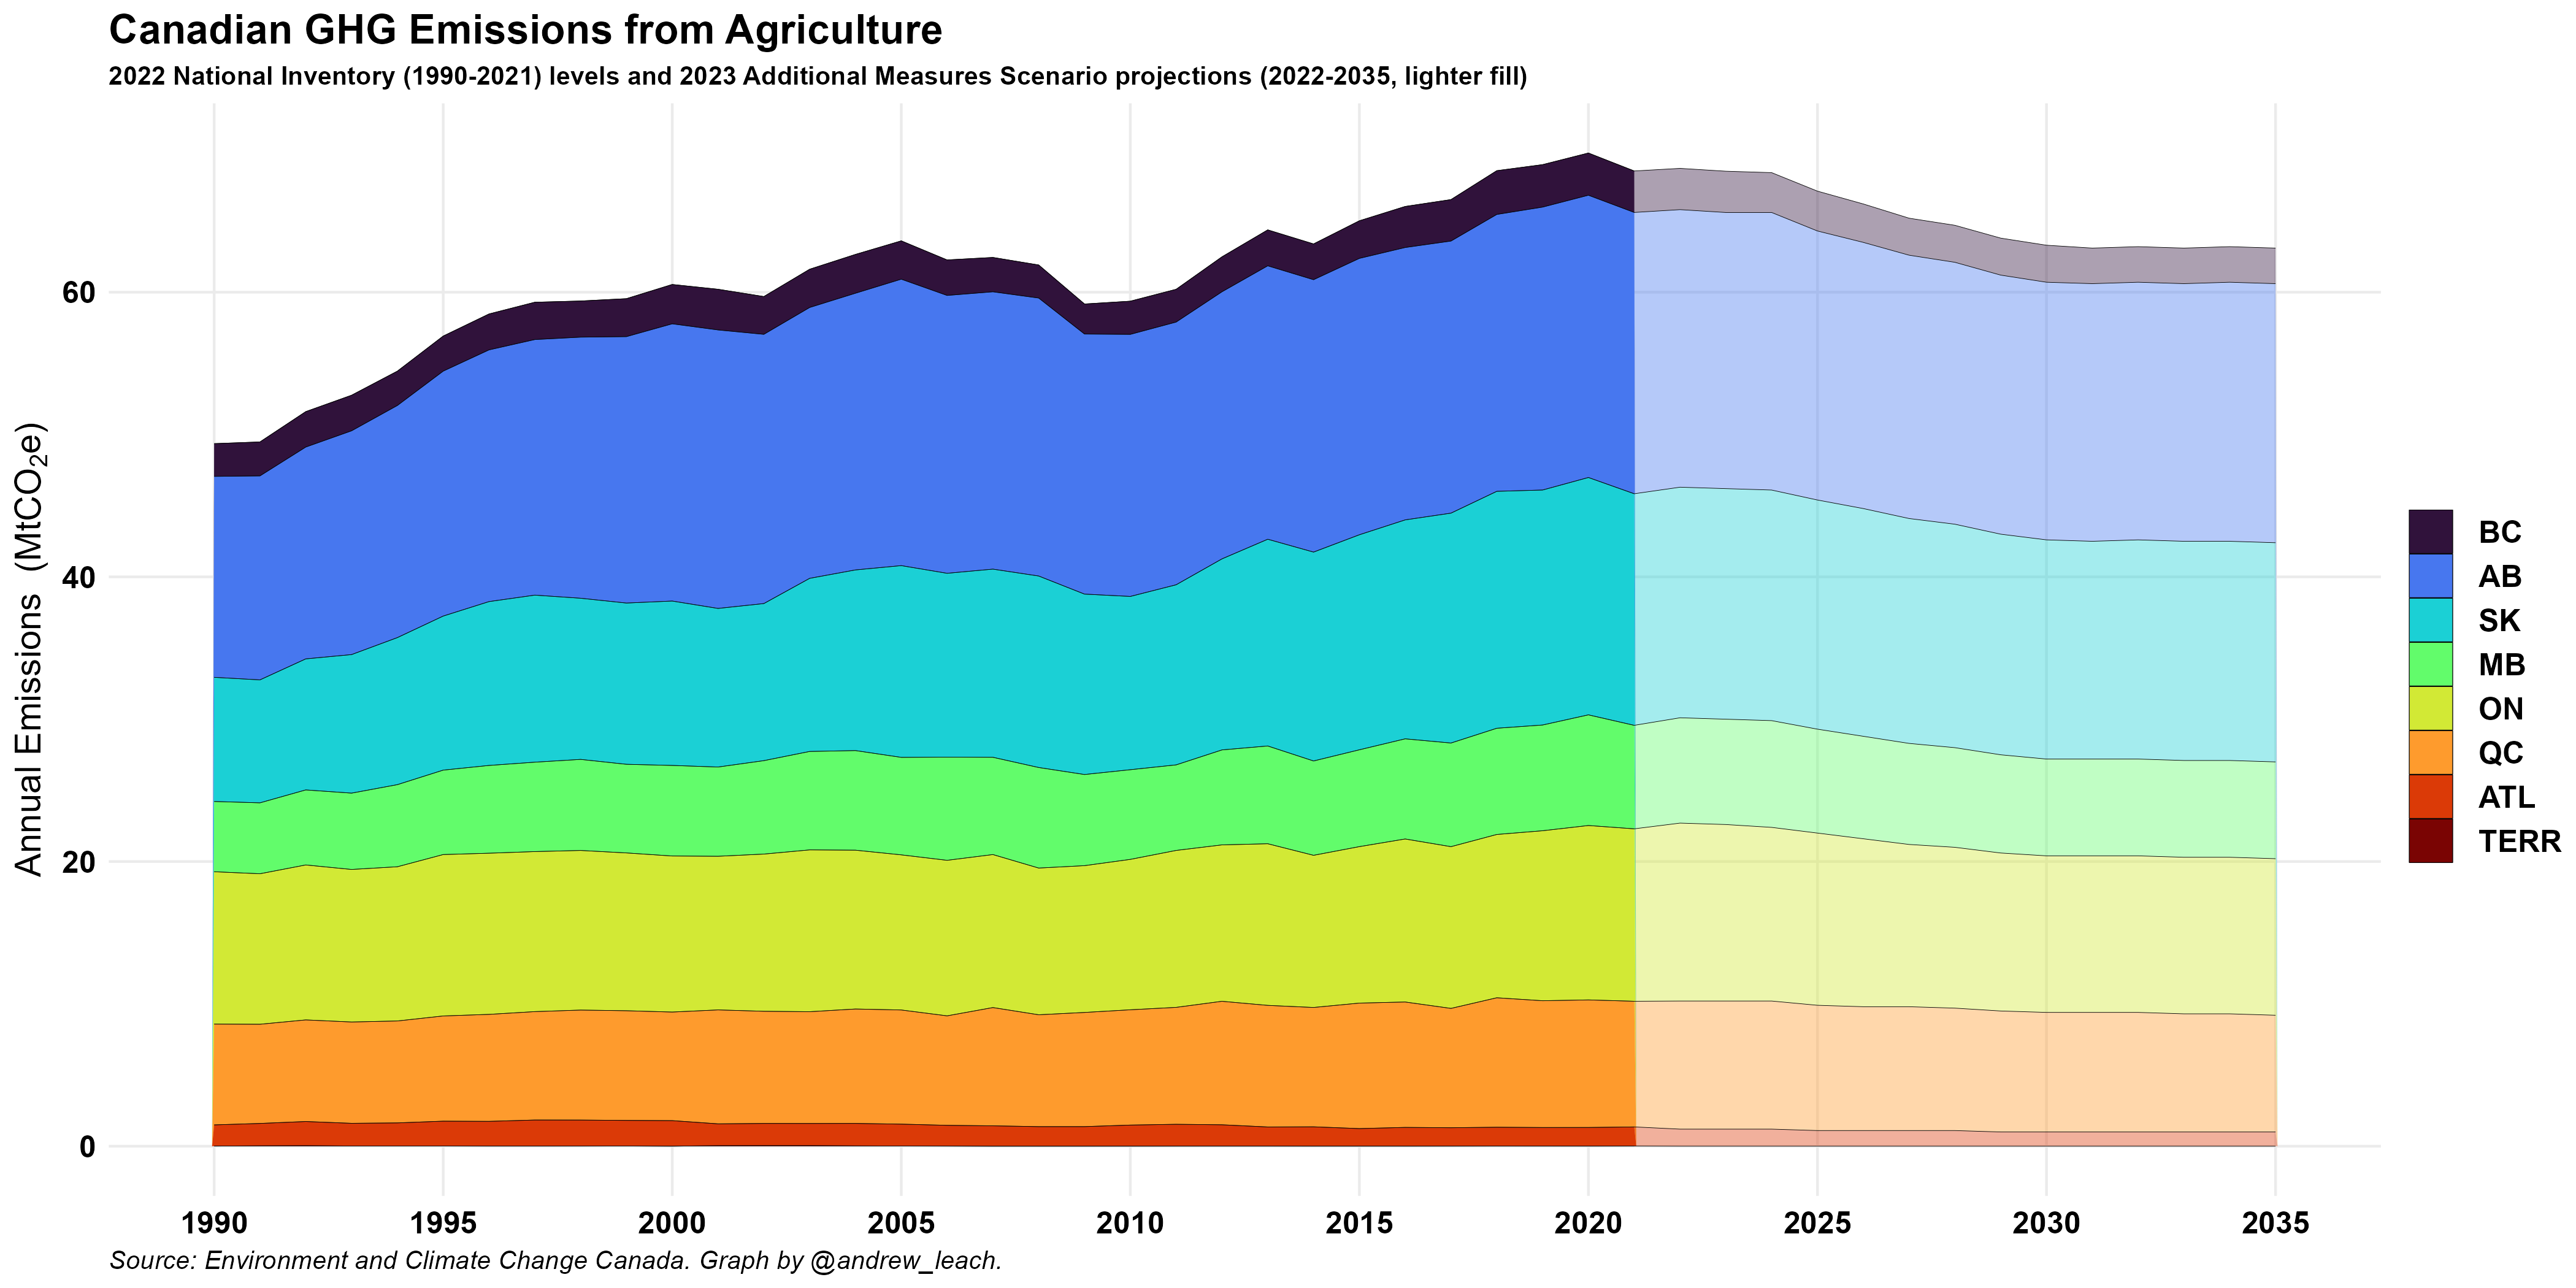 Canadian GHG Emissions from Agriculture
2022 National Inventory (1990-2021) levels and 2023 Additional Measures Scenario projections (2022-2035, lighter fill)
Annual Emissions (MtCO₂e)
60
40
20
0
1990 1995 2000 2005 2010 2015 2020 2025 2030 2035
BC
AB
SK
MB
ON
QC
ATL
TERR
Source: Environment and Climate Change Canada. Graph by @andrew_leach.